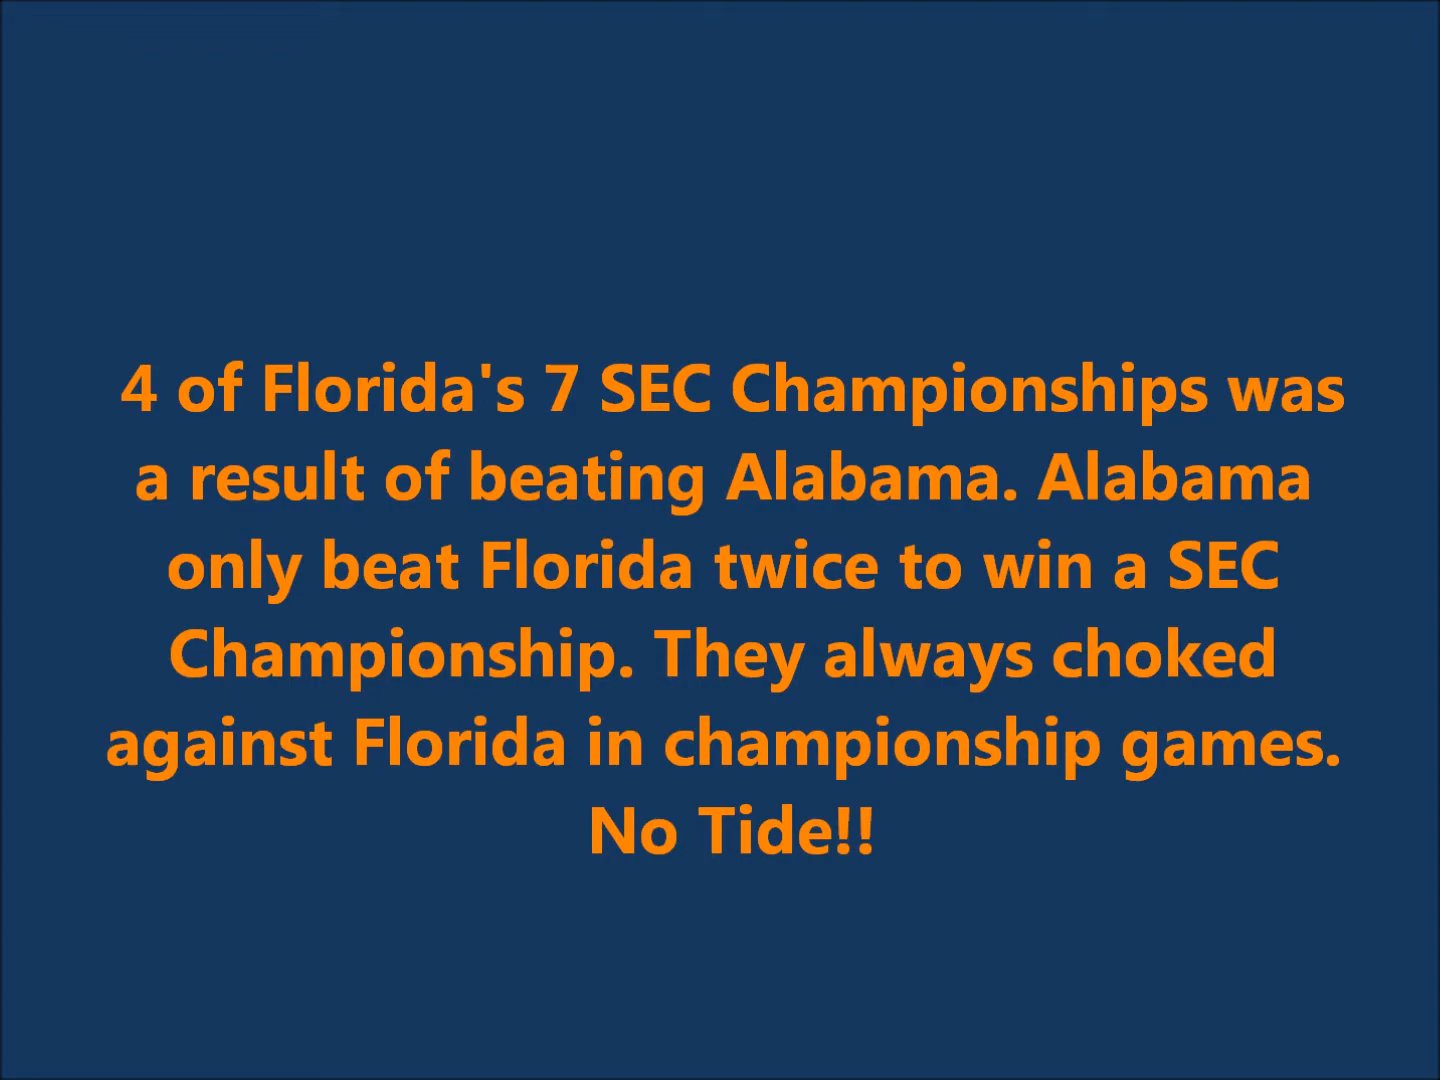 4 of Florida's 7 SEC Championships was
a result of beating Alabama. Alabama
only beat Florida twice to win a SEC
Championship. They always choked
against Florida in championship games.
No Tide!!